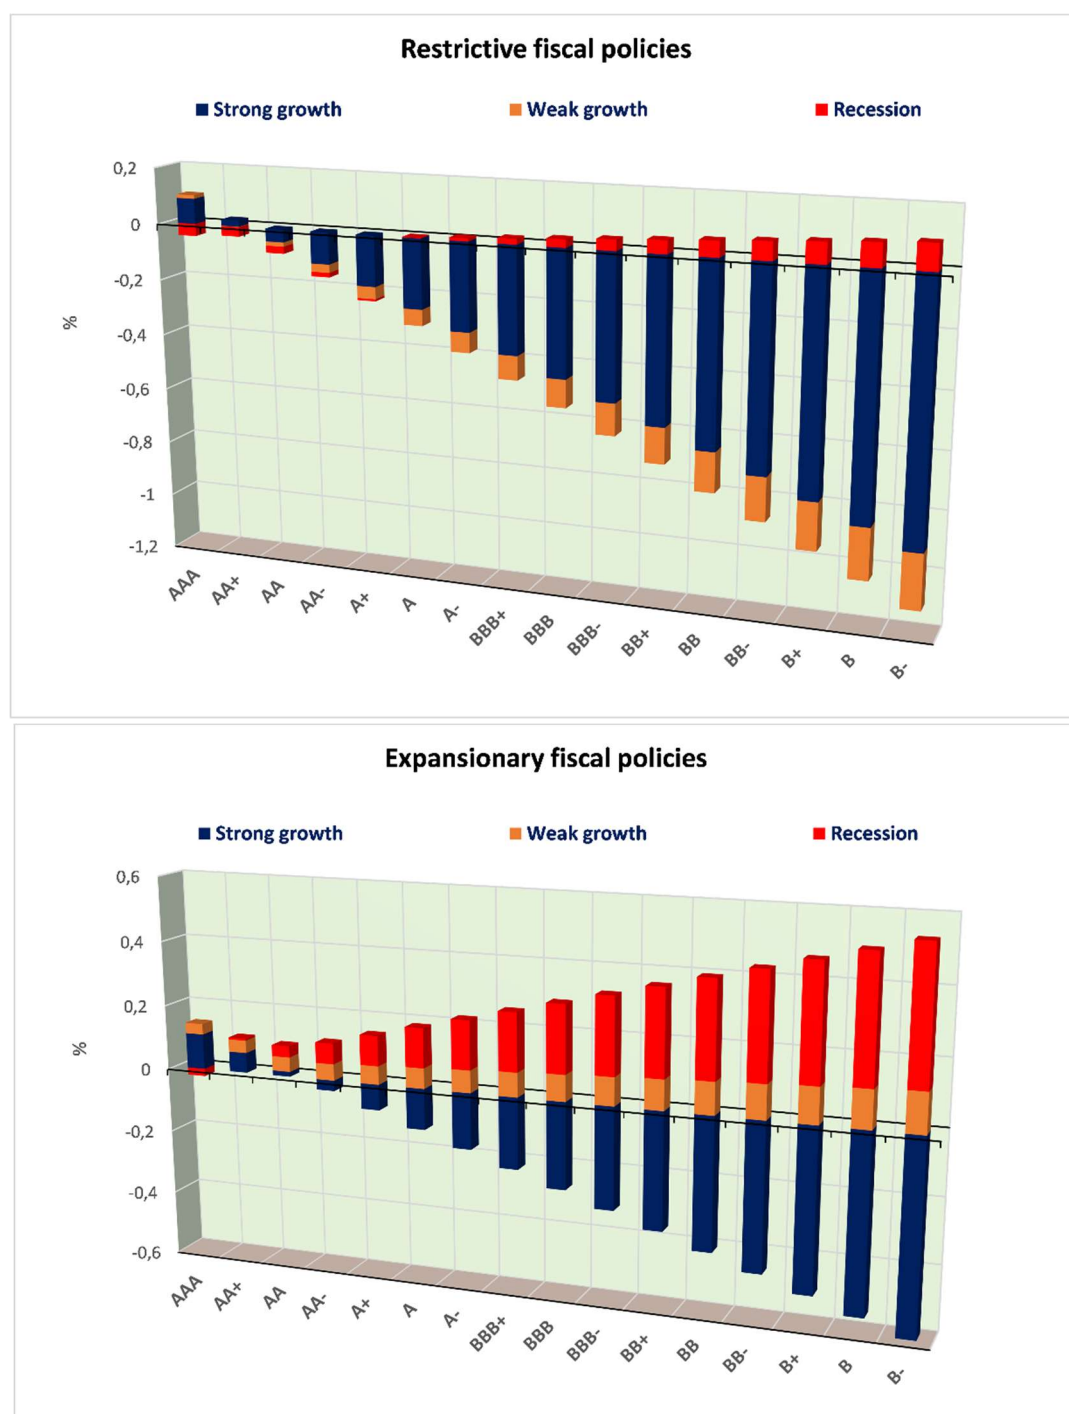 Restrictive fiscal policies
Strong growth Weak growth Recession
0,2
0
-0,2
-0,4
-0,6
-0,8
-1
-1,2
%
AAA AA+ AA AA- A+ A A- BBB+ BBB BBB- BB+ BB BB- B+ B B-
Expansionary fiscal policies
Strong growth Weak growth Recession
0,6
0,4
0,2
0
-0,2
-0,4
-0,6
%
AAA AA+ AA AA- A+ A A- BBB+ BBB BBB- BB+ BB BB- B+ B B-